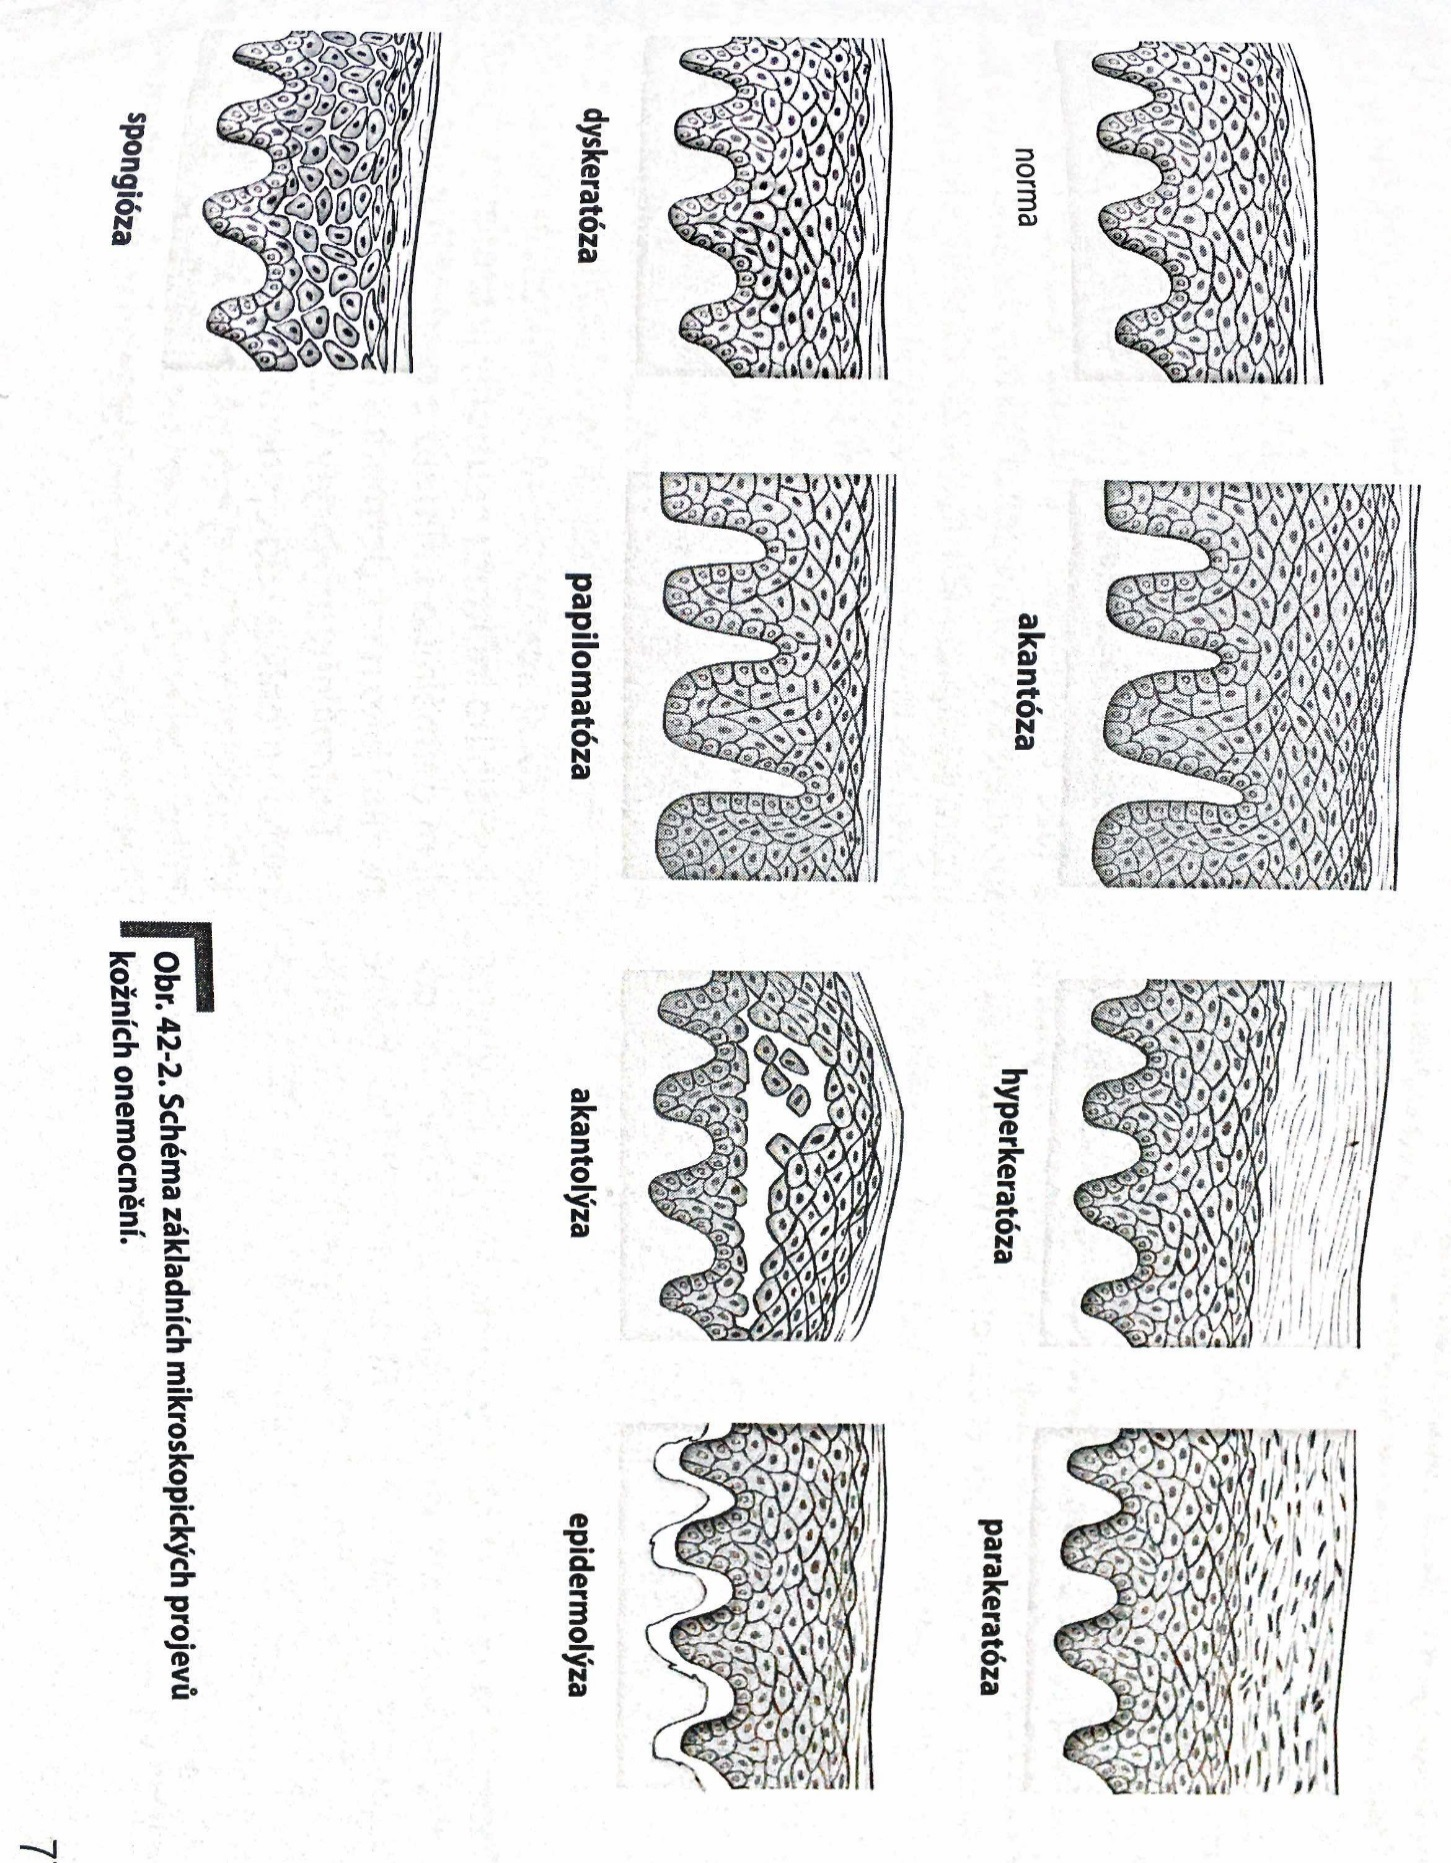 norma
akantóza
hyperkeratóza
parakeratóza
dyskeratóza
papilomatóza
akantolýza
epidermolýza
spongióza
Obr. 42-2. Schéma základních mikroskopických projevů
kožních onemocnění.